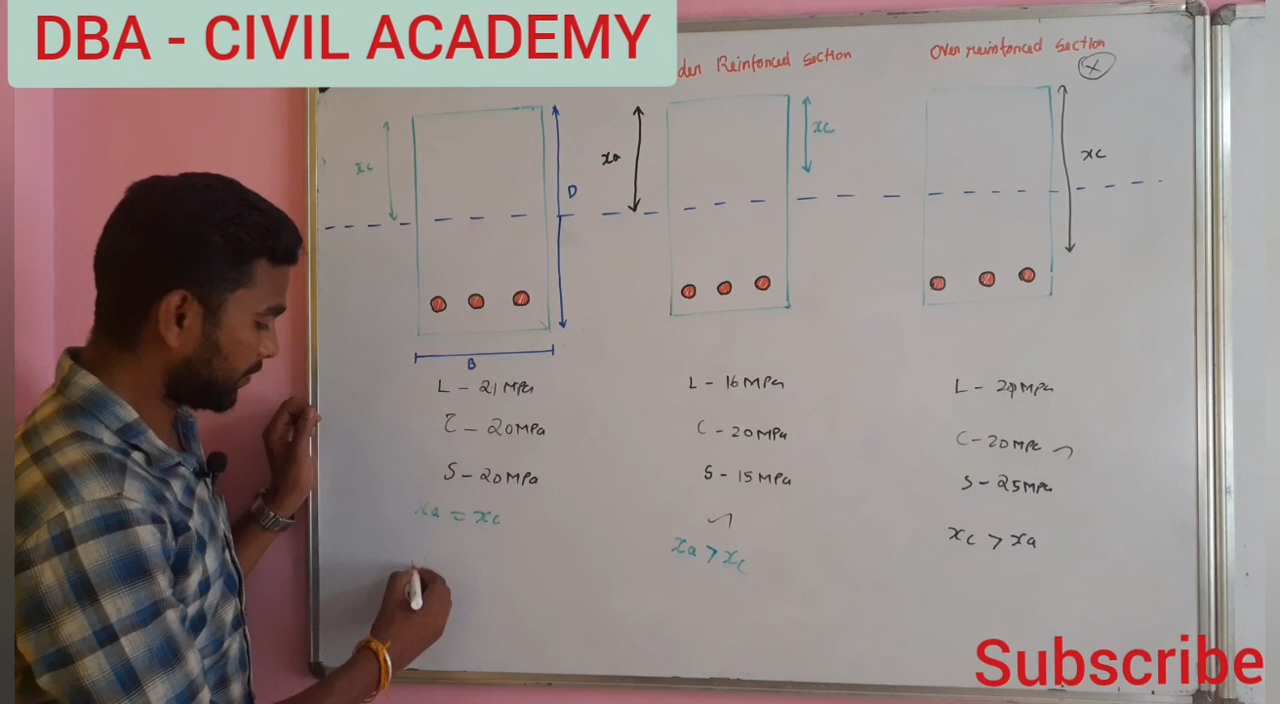 DBA - CIVIL ACADEMY
der Reinforced Section
Over reinforced Section
X
xc
D
xa
xc
xc
B
L - 21 MPa
C - 20 MPa
S - 20 MPa
xa = xc
L - 16 MPa
C - 20 MPa
S - 15 MPa
xa > xc
L - MPa
C - 20 MPa
S - 25 MPa
xc > xa
Subscribe